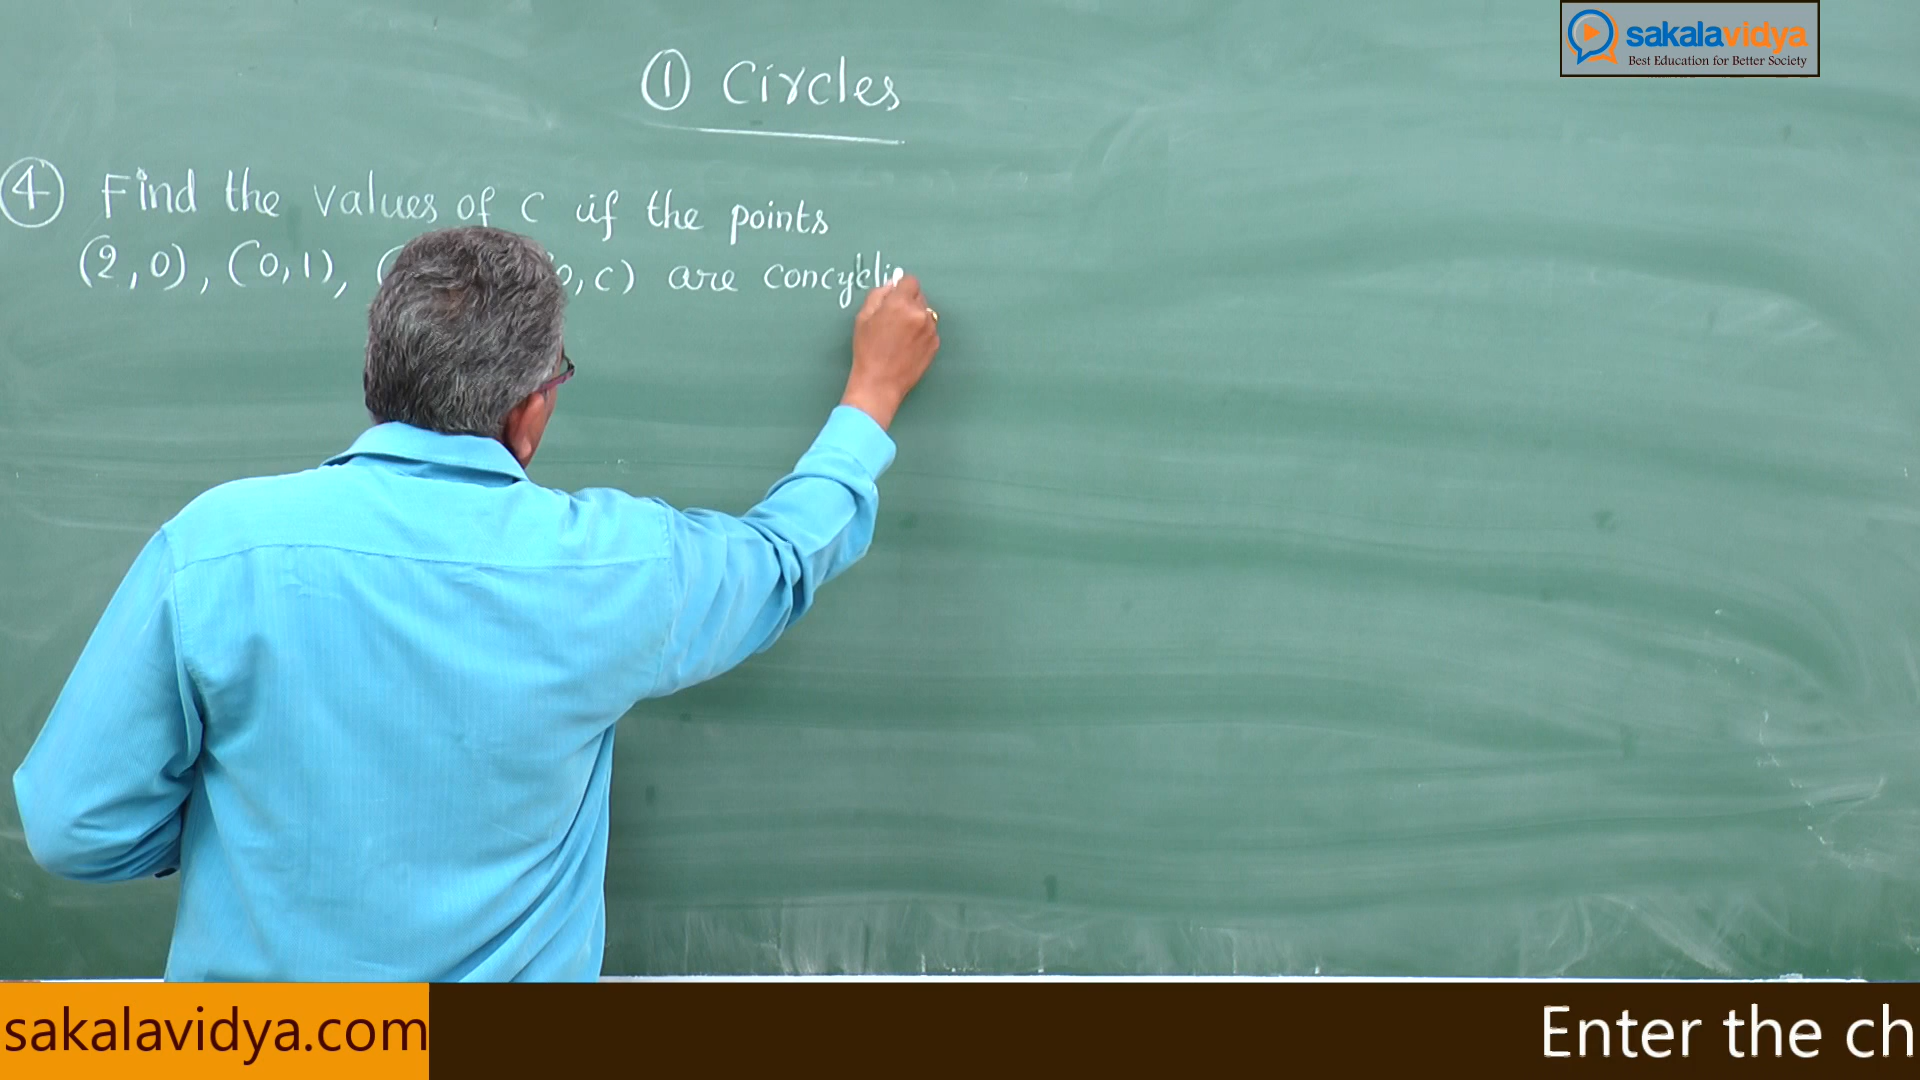 sakalavidya
Best Education for Better Society
① Circles
④ Find the values of c if the points
(2,0), (0,1), ( 0,c) are concyclic
sakalavidya.com
Enter the ch